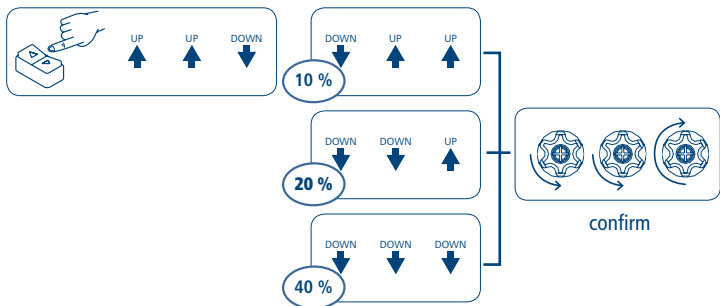 UP UP DOWN
DOWN UP UP
10 %
DOWN DOWN UP
20 %
DOWN DOWN DOWN
40 %
confirm